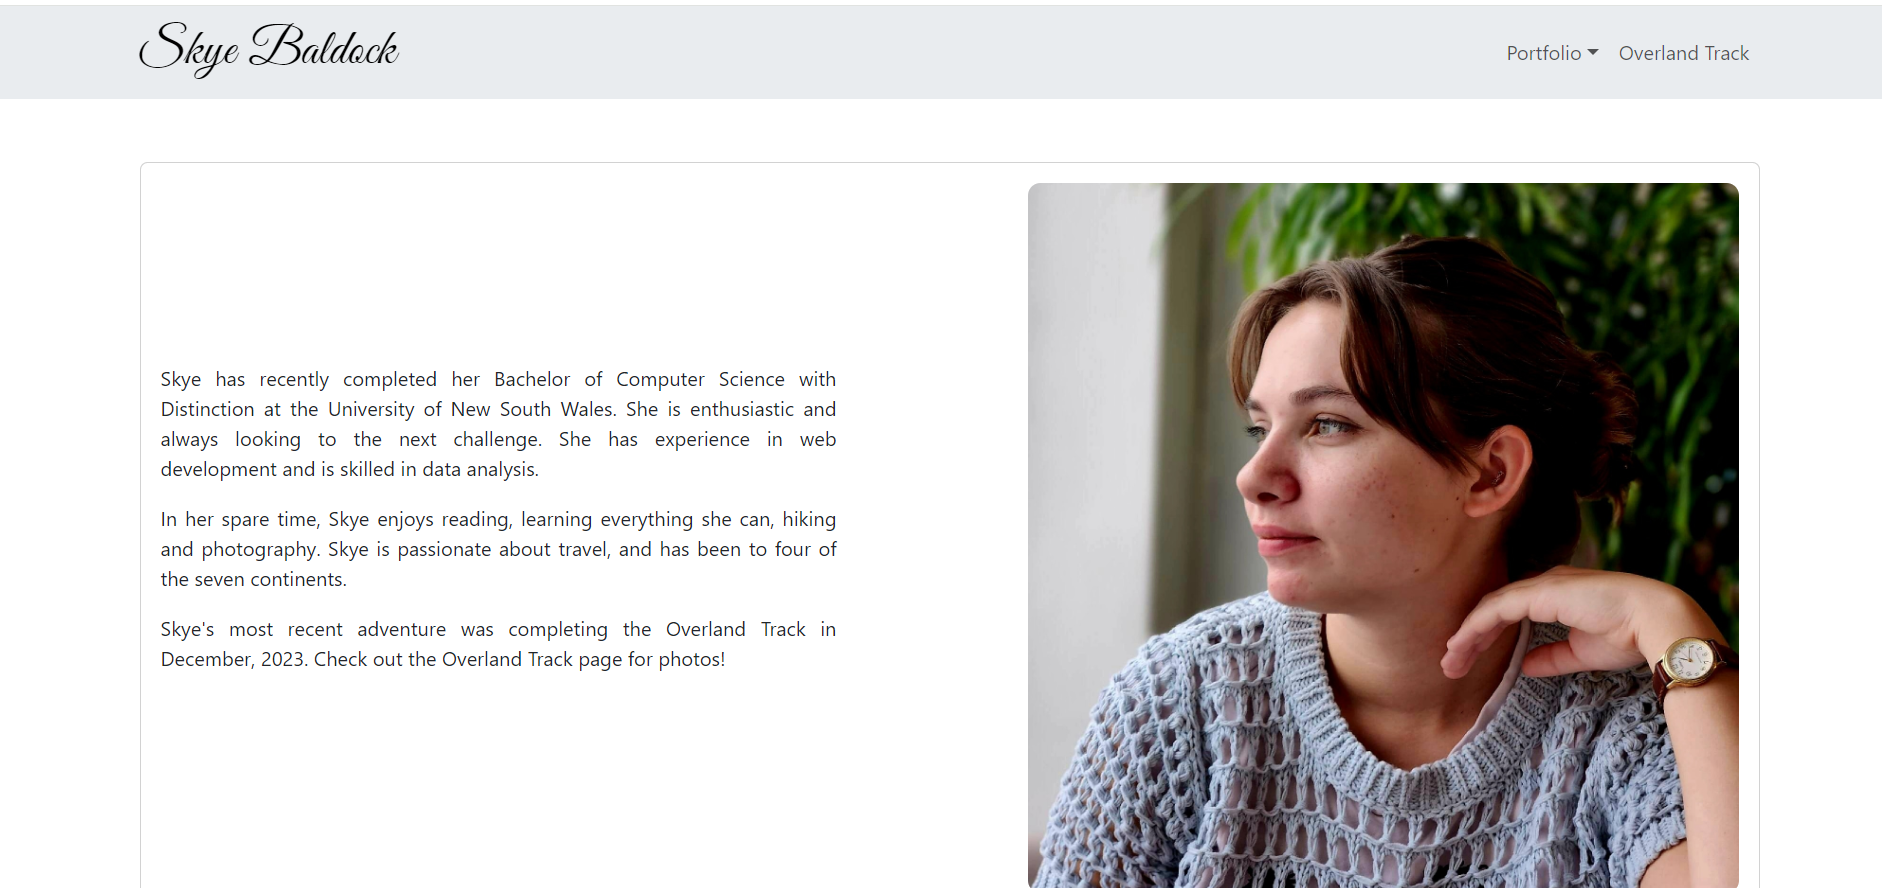 Skye Baldock
Portfolio Overland Track
Skye has recently completed her Bachelor of Computer Science with
Distinction at the University of New South Wales. She is enthusiastic and
always looking to the next challenge. She has experience in web
development and is skilled in data analysis.
In her spare time, Skye enjoys reading, learning everything she can, hiking
and photography. Skye is passionate about travel, and has been to four of
the seven continents.
Skye's most recent adventure was completing the Overland Track in
December, 2023. Check out the Overland Track page for photos!